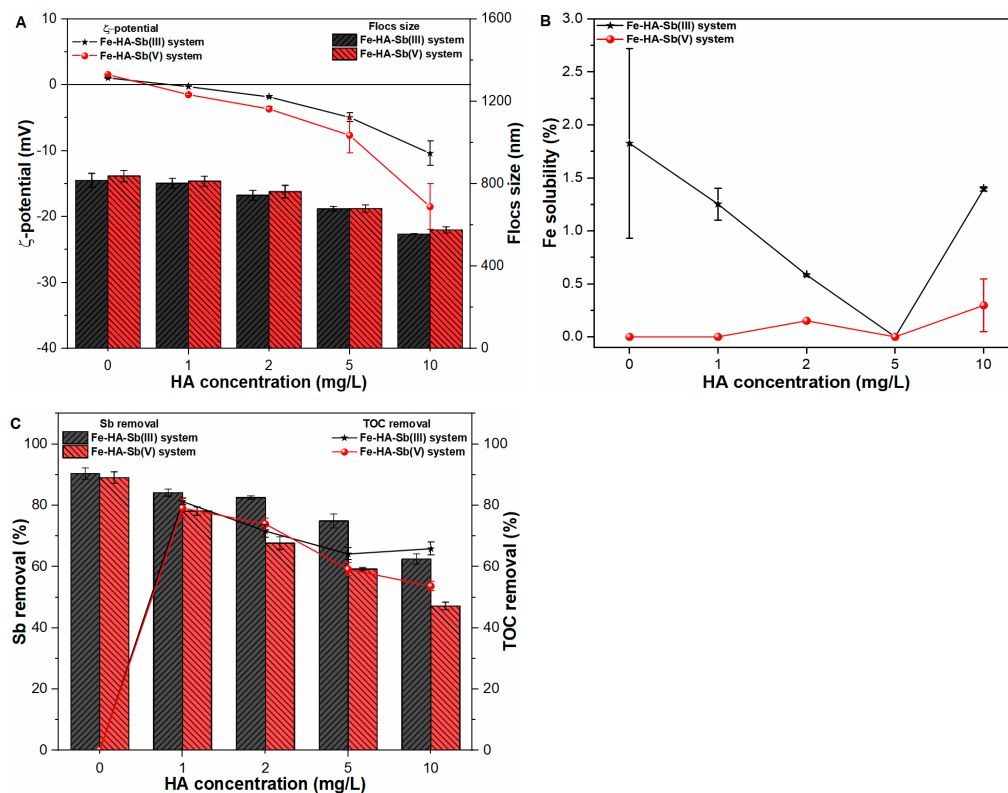 A
ζ-potential
Fe-HA-Sb(III) system
Fe-HA-Sb(V) system
Flocs size
Fe-HA-Sb(III) system
Fe-HA-Sb(V) system
10
0
-10
-20
-30
-40
ζ-potential (mV)
1600
1200
800
400
0
Flocs size (nm)
0 1 2 5 10
HA concentration (mg/L)
B
Fe-HA-Sb(III) system
Fe-HA-Sb(V) system
3.0
2.5
2.0
1.5
1.0
0.5
0.0
Fe solubility (%)
0 1 2 5 10
HA concentration (mg/L)
C
Sb removal
Fe-HA-Sb(III) system
Fe-HA-Sb(V) system
TOC removal
Fe-HA-Sb(III) system
Fe-HA-Sb(V) system
100
80
60
40
20
0
Sb removal (%)
100
80
60
40
20
0
TOC removal (%)
0 1 2 5 10
HA concentration (mg/L)